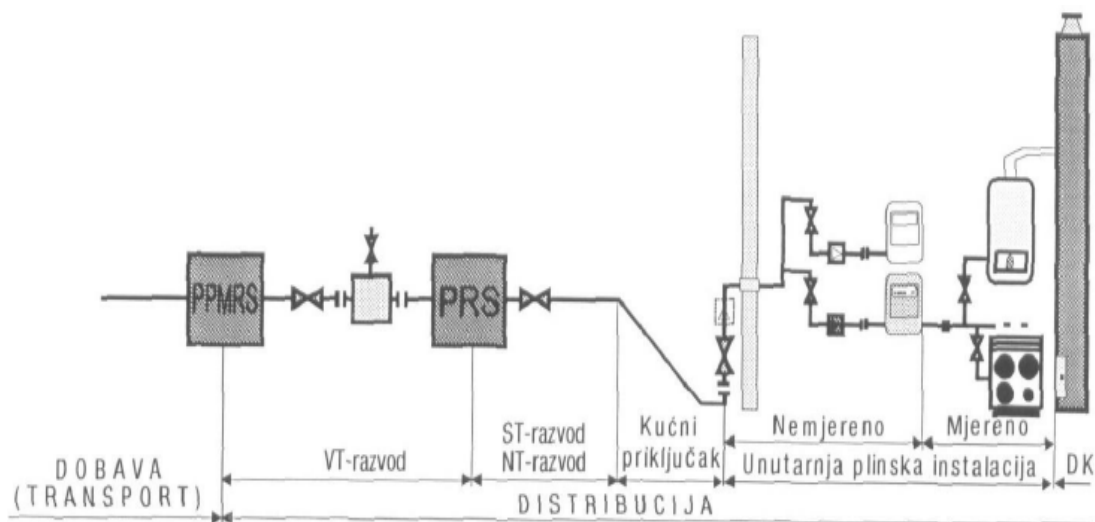 PPMRS
PRS
ST-razvod
NT-razvod
Kućni
priključak
Nemjereno
Mjereno
DOBAVA
(TRANSPORT)
VT-razvod
Unutarnja plinska instalacija
DK
DISTRIBUCIJA